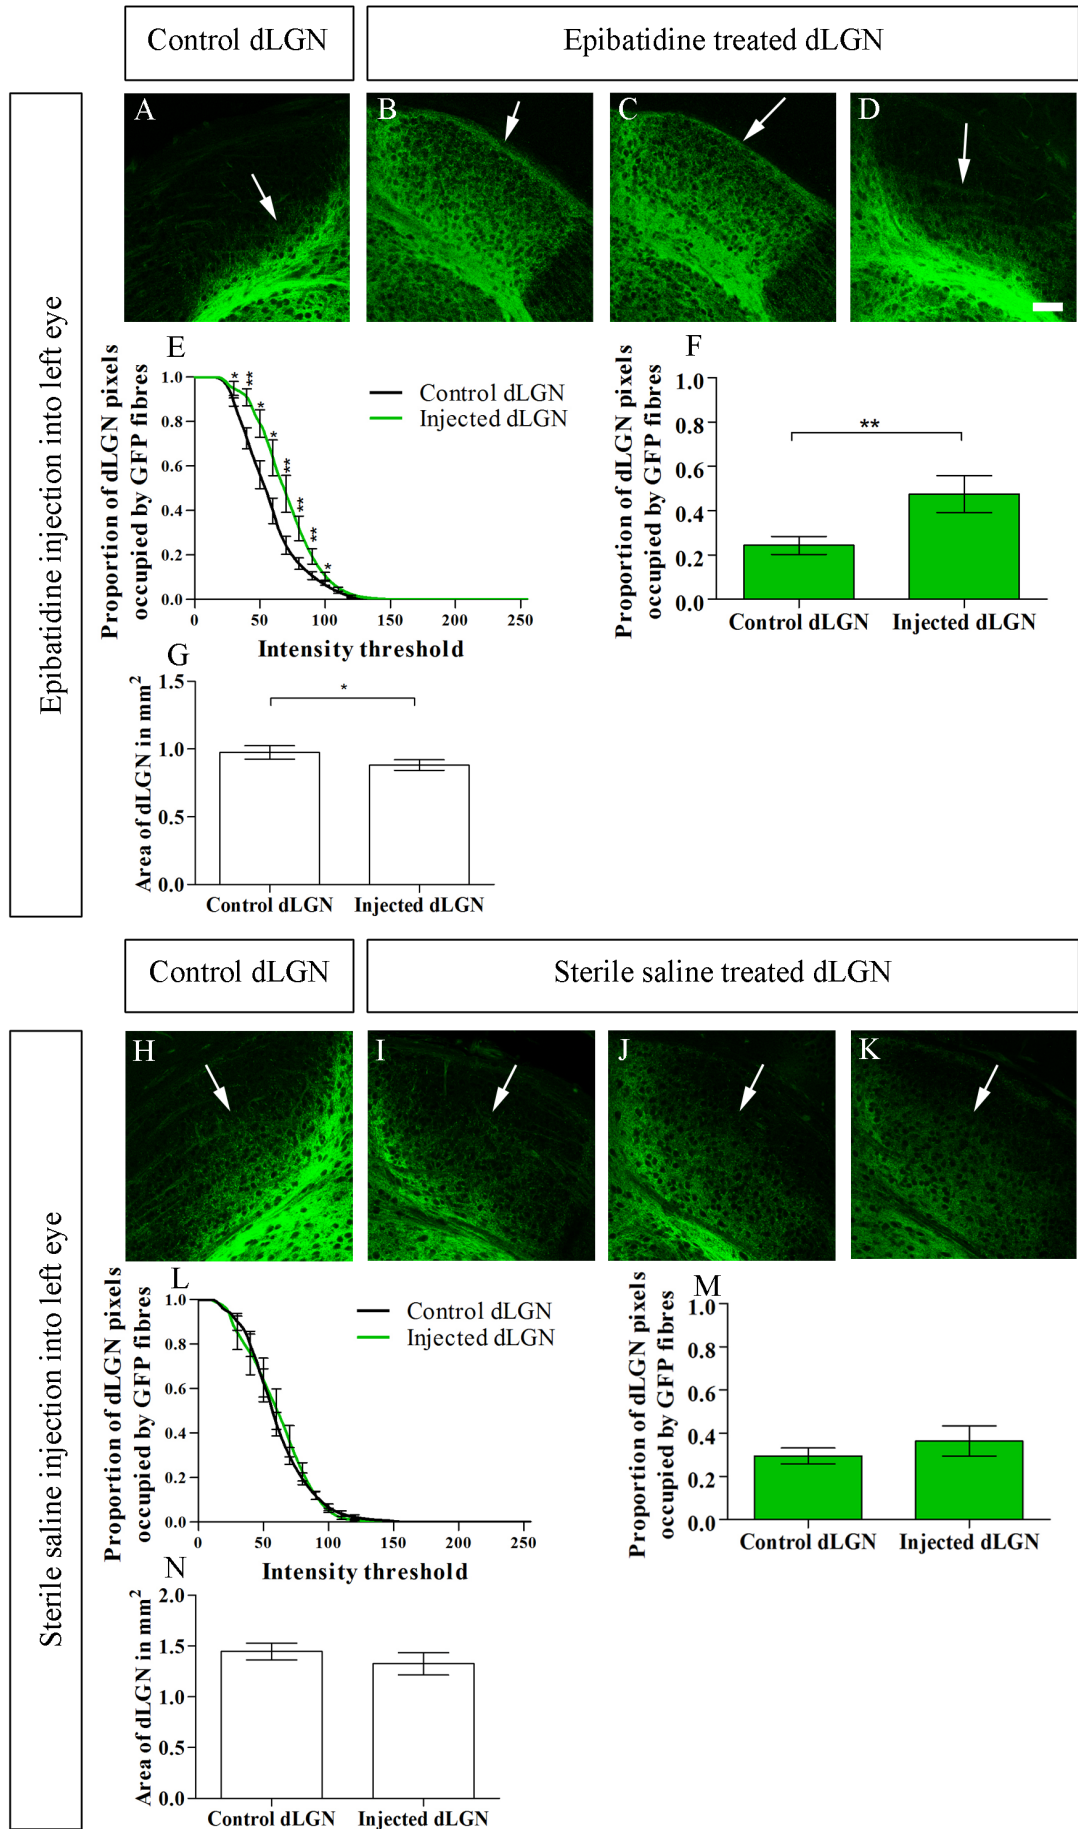 Control dLGN
Epibatidine treated dLGN
Epibatidine injection into left eye
A
B
C
D
E
Proportion of dLGN pixels
occupied by GFP fibres
1.0
0.8
0.6
0.4
0.2
0.0
* ** * * ** ** ** *
Control dLGN
Injected dLGN
0 50 100 150 200 250
Intensity threshold
F
Proportion of dLGN pixels
occupied by GFP fibres
1.0
0.8
0.6
0.4
0.2
0.0
**
Control dLGN Injected dLGN
G
Area of dLGN in mm2
1.5
1.0
0.5
0.0
*
Control dLGN Injected dLGN
Control dLGN
Sterile saline treated dLGN
Sterile saline injection into left eye
H
I
J
K
L
Proportion of dLGN pixels
occupied by GFP fibres
1.0
0.8
0.6
0.4
0.2
0.0
Control dLGN
Injected dLGN
0 50 100 150 200 250
Intensity threshold
M
Proportion of dLGN pixels
occupied by GFP fibres
1.0
0.8
0.6
0.4
0.2
0.0
Control dLGN Injected dLGN
N
Area of dLGN in mm2
2.0
1.5
1.0
0.5
0.0
Control dLGN Injected dLGN